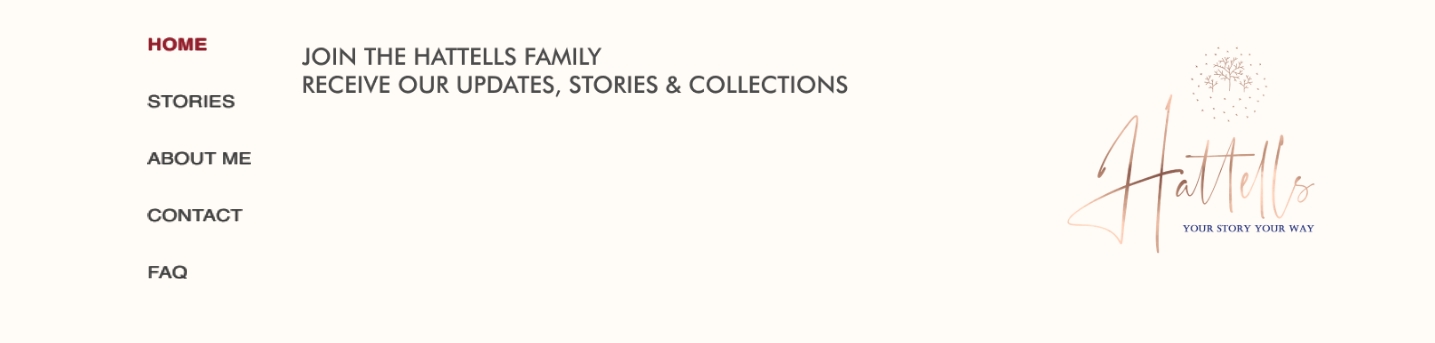 HOME
STORIES
ABOUT ME
CONTACT
FAQ
JOIN THE HATTELLS FAMILY
RECEIVE OUR UPDATES, STORIES & COLLECTIONS
Hattells
YOUR STORY YOUR WAY